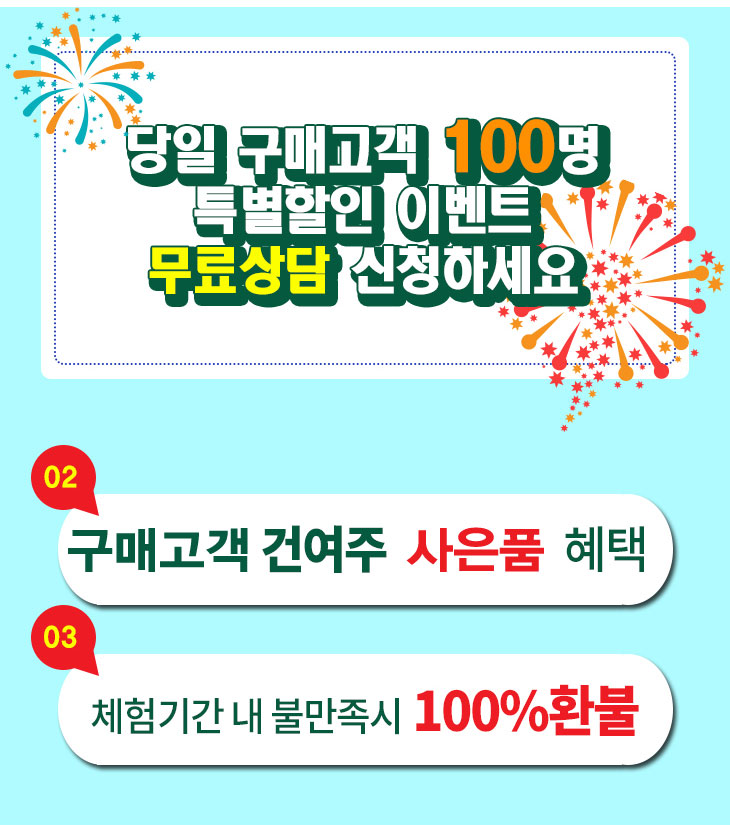 당일 구매고객 100명
특별할인 이벤트
무료상담 신청하세요
02
구매고객 건여주 사은품 혜택
03
체험기간 내 불만족시 100%환불